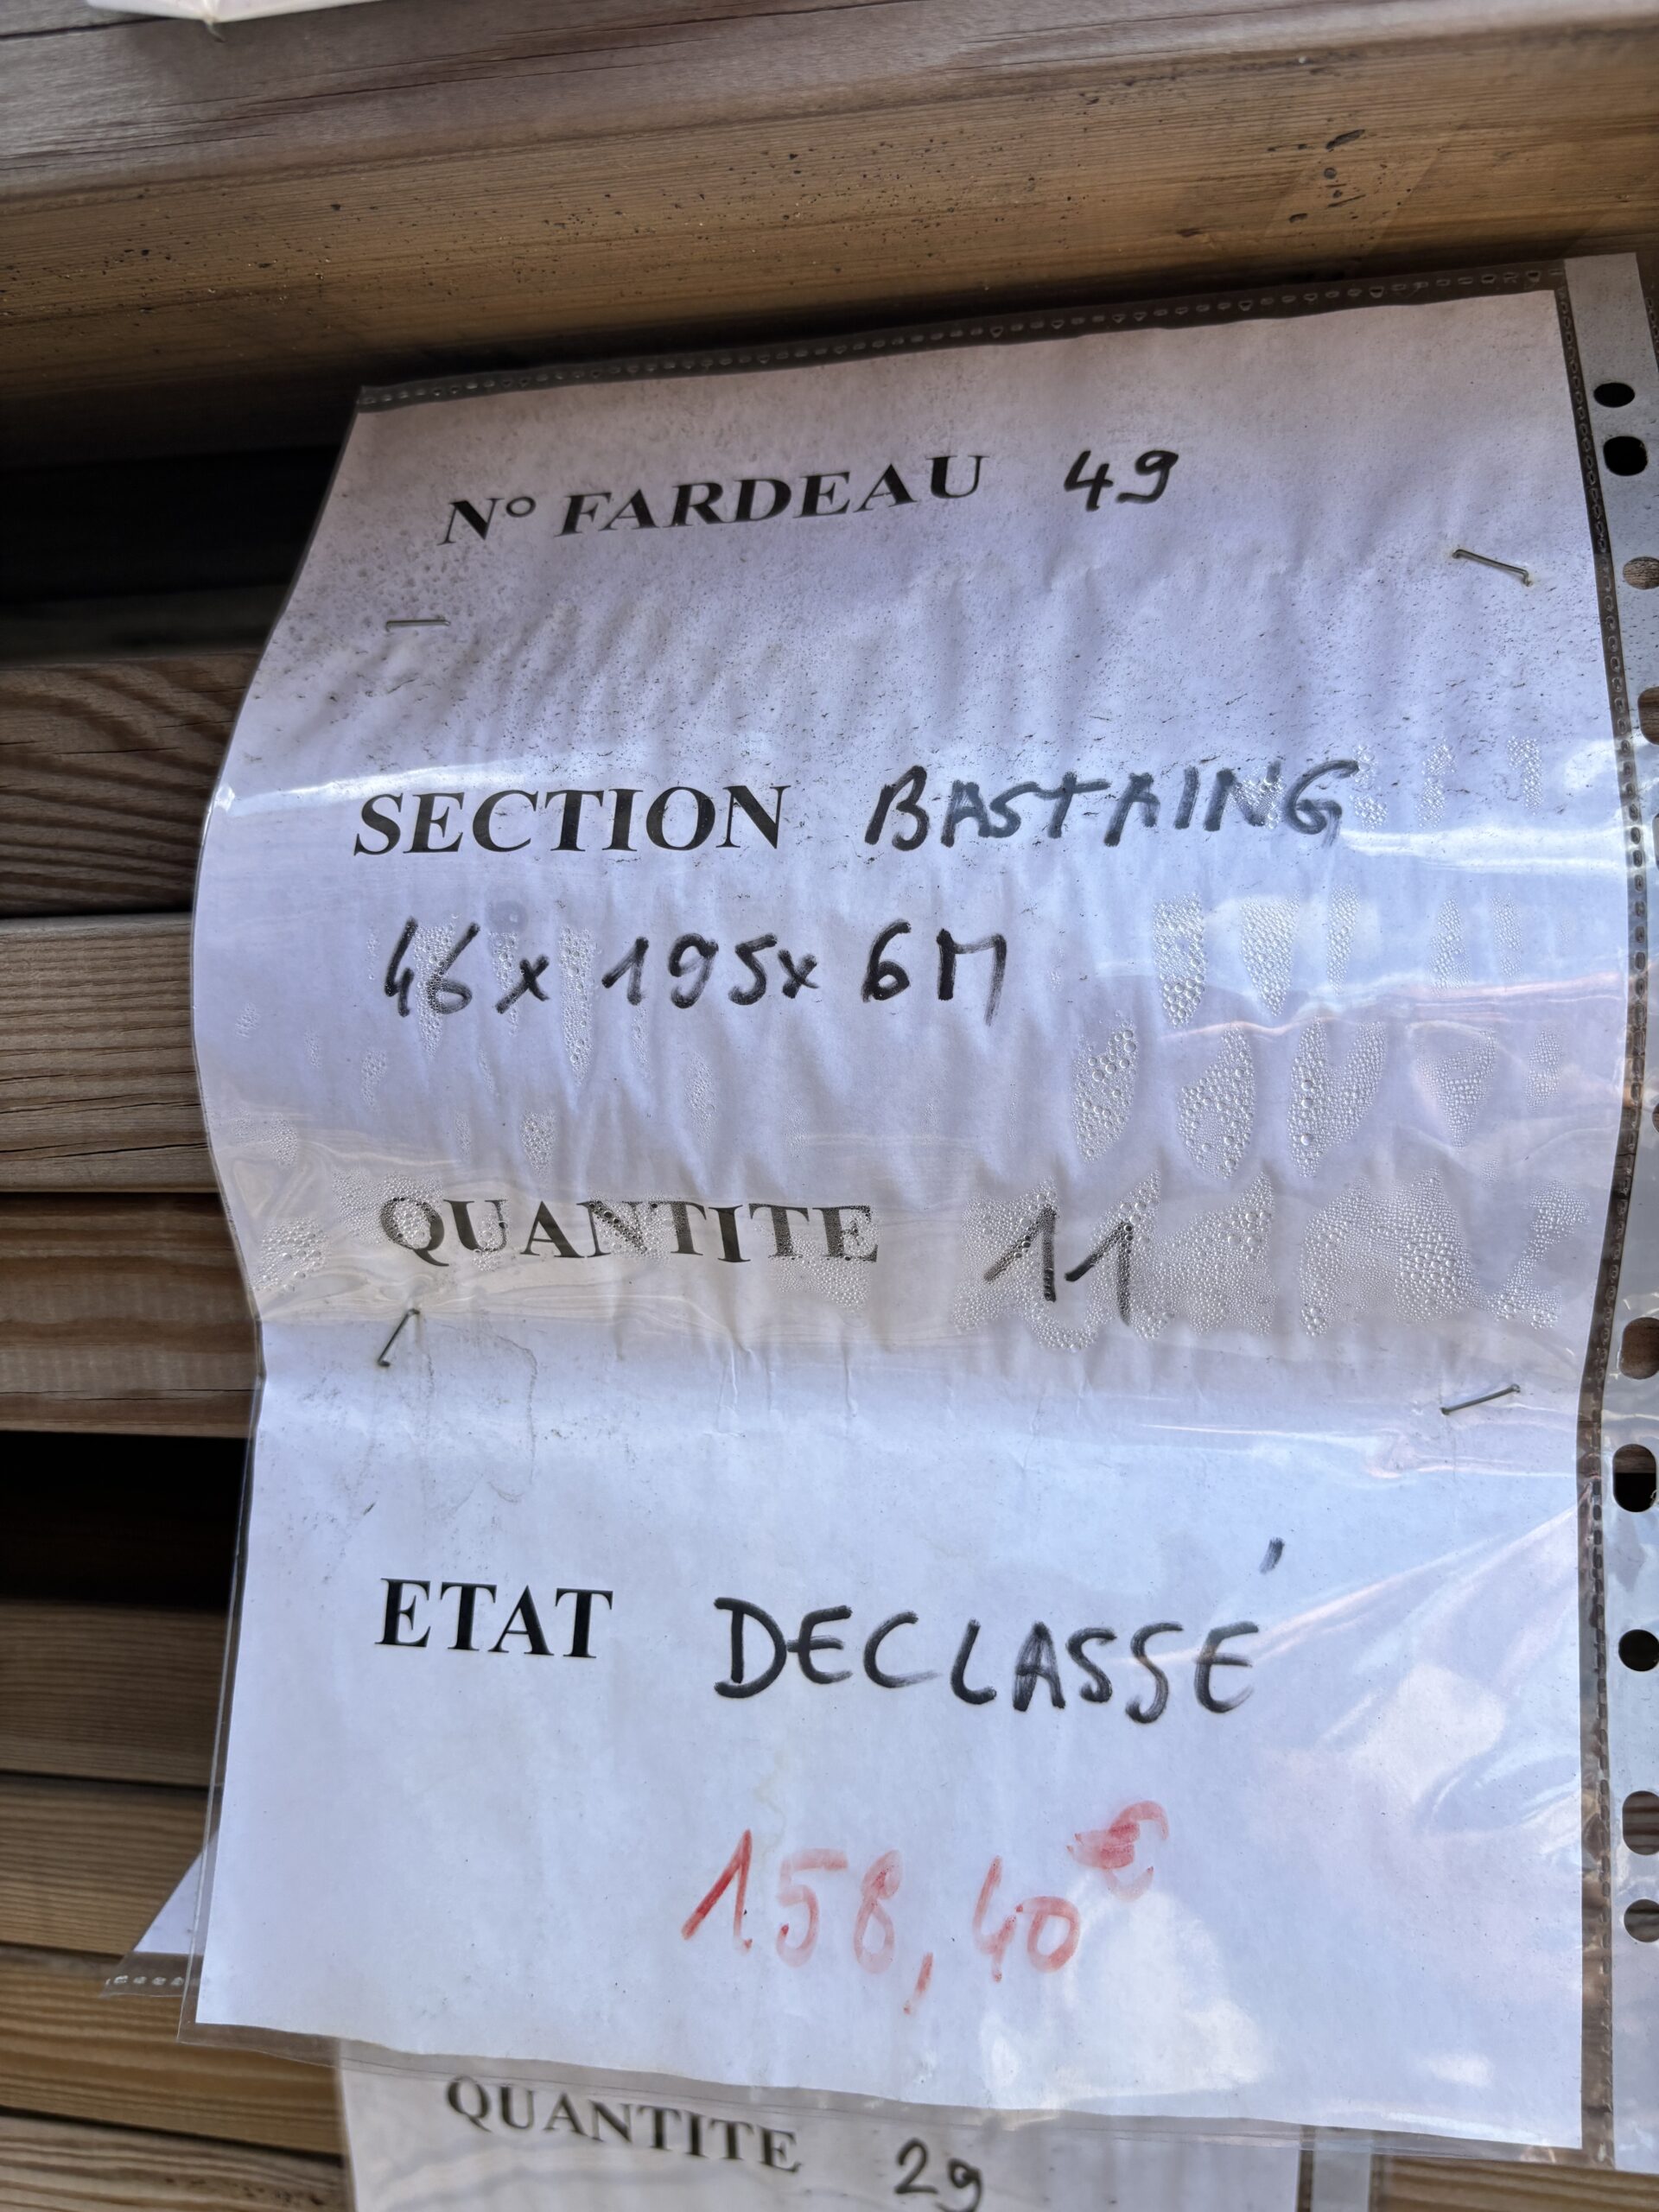 N° FARDEAU 49
SECTION BASTAING
46 x 195 x 6M
QUANTITE 11
ETAT DECLASSÉ
158,40€
QUANTITE 29